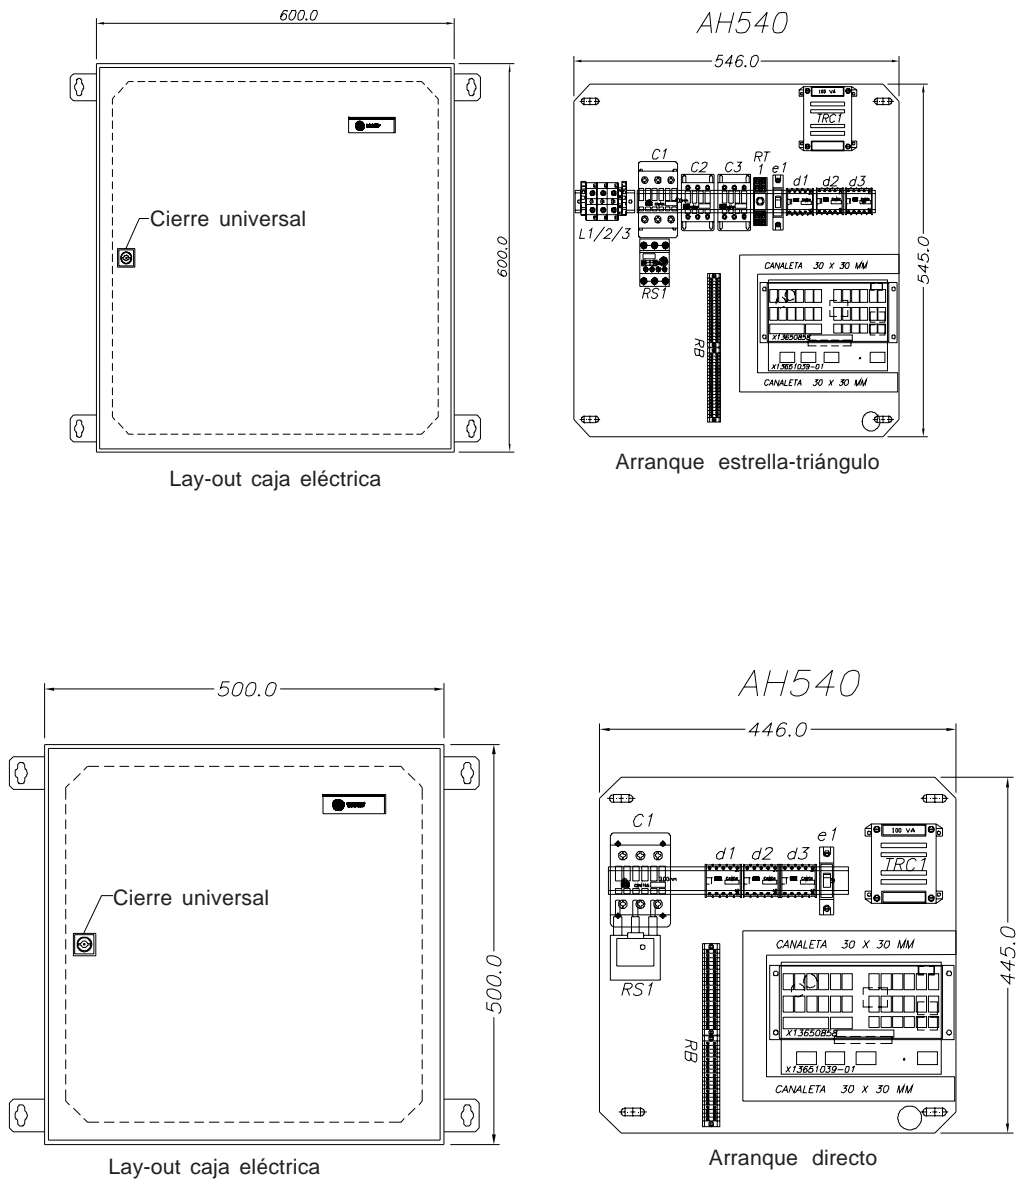 600.0
AH540
546.0
100 VA
TRC1
C1
C2
C3
RT
1
e1
d1
d2
d3
Cierre universal
L1/2/3
600.0
545.0
RS1
CANALETA 30 X 30 MM
RB
X13650858
X13661039-01
CANALETA 30 X 30 MM
Lay-out caja eléctrica
Arranque estrella-triángulo
500.0
AH540
446.0
C1
d1
d2
d3
e1
100 VA
TRC1
Cierre universal
500.0
445.0
RS1
CANALETA 30 X 30 MM
RB
X13650858
X13661039-01
CANALETA 30 X 30 MM
Lay-out caja eléctrica
Arranque directo